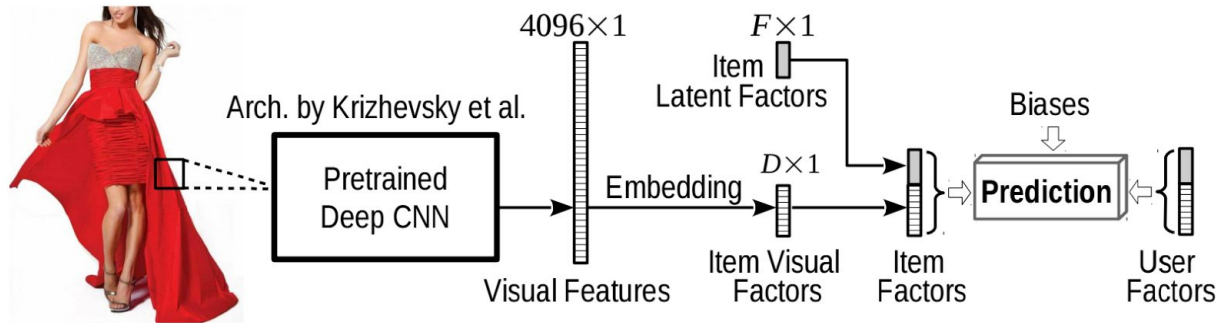 4096×1
F×1
Item
Latent Factors
Biases
Arch. by Krizhevsky et al.
Pretrained
Deep CNN
Embedding
D×1
Prediction
Visual Features
Item Visual
Factors
Item
Factors
User
Factors